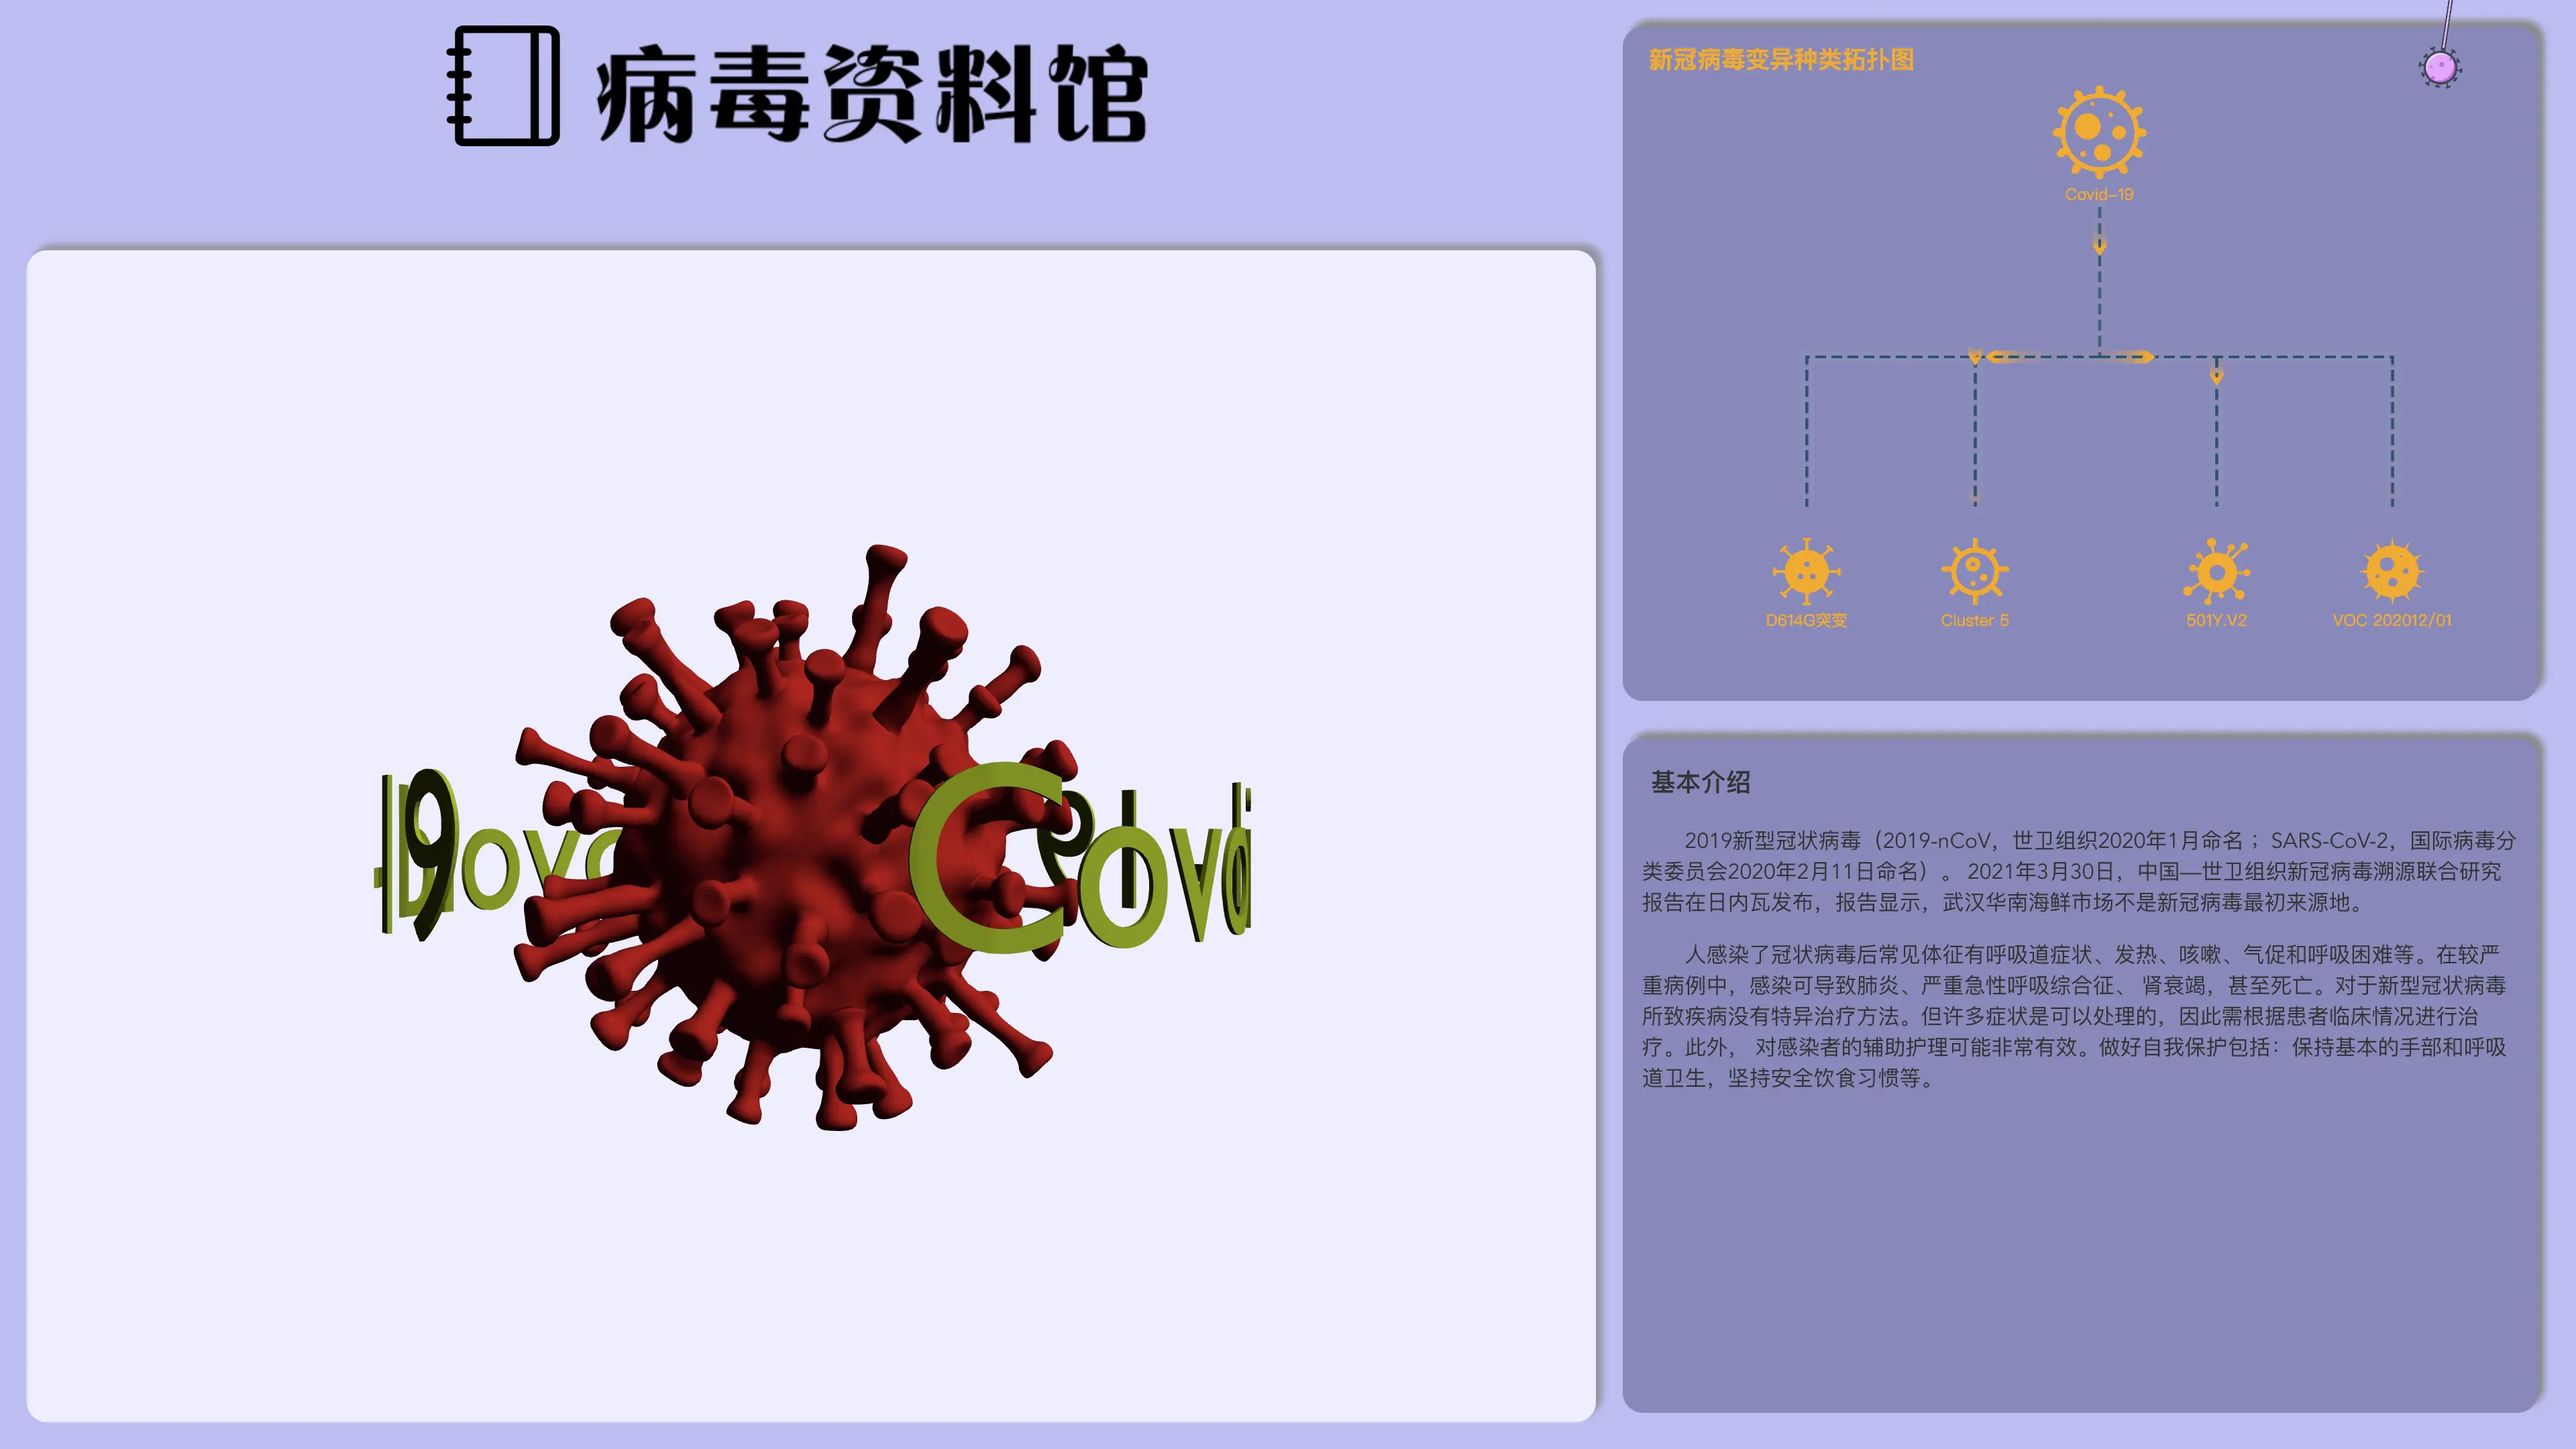 病毒资料馆
新冠病毒变异种类拓扑图
Covid-19
D614G突变
Cluster 5
501Y.V2
VOC 202012/01
Covi
19
基本介绍
2019新型冠状病毒（2019-nCoV，世卫组织2020年1月命名；SARS-CoV-2，国际病毒分
类委员会2020年2月11日命名）。 2021年3月30日，中国—世卫组织新冠病毒溯源联合研究
报告在日内瓦发布，报告显示，武汉华南海鲜市场不是新冠病毒最初来源地。
人感染了冠状病毒后常见体征有呼吸道症状、发热、咳嗽、气促和呼吸困难等。在较严
重病例中，感染可导致肺炎、严重急性呼吸综合征、 肾衰竭，甚至死亡。对于新型冠状病毒
所致疾病没有特异治疗方法。但许多症状是可以处理的，因此需根据患者临床情况进行治
疗。此外， 对感染者的辅助护理可能非常有效。做好自我保护包括：保持基本的手部和呼吸
道卫生，坚持安全饮食习惯等。